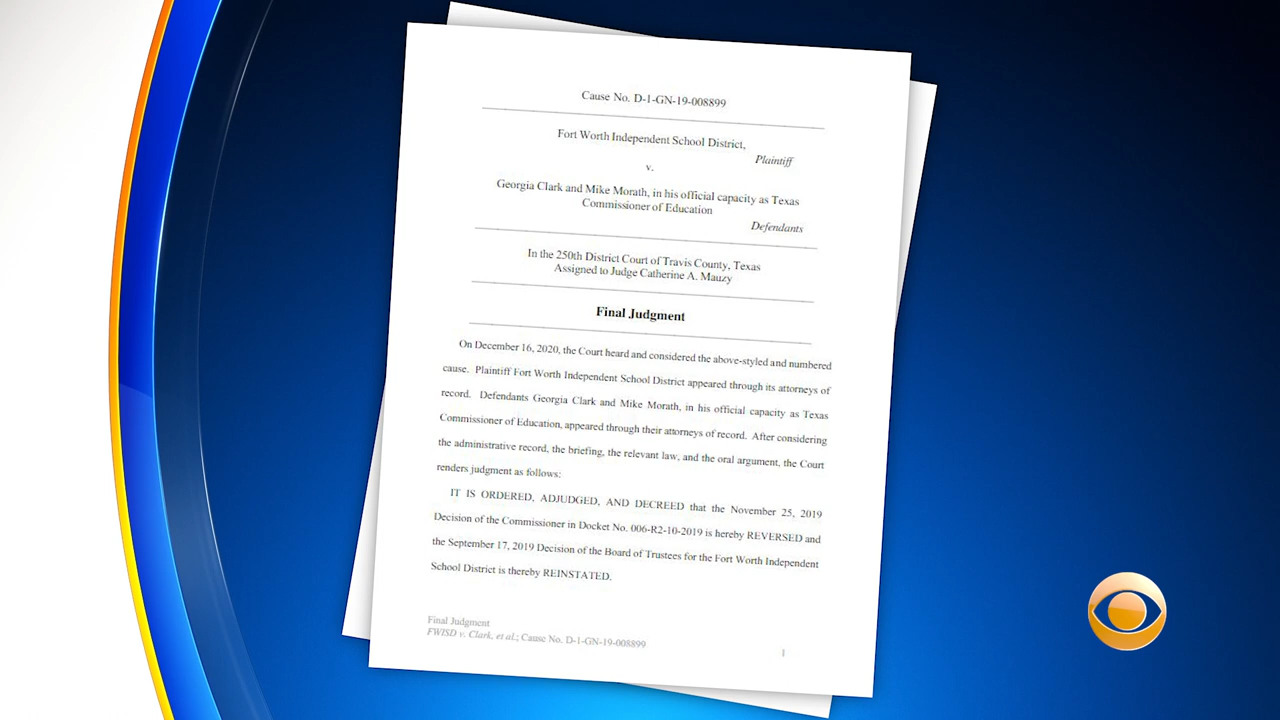 Cause No. D-1-GN-19-008899
Fort Worth Independent School District,
Plaintiff
v.
Georgia Clark and Mike Morath, in his official capacity as Texas
Commissioner of Education
Defendants
In the 250th District Court of Travis County, Texas
Assigned to Judge Catherine A. Mauzy
Final Judgment
On December 16, 2020, the Court heard and considered the above-styled and numbered
cause. Plaintiff Fort Worth Independent School District appeared through its attorneys of
record. Defendants Georgia Clark and Mike Morath, in his official capacity as Texas
Commissioner of Education, appeared through their attorneys of record. After considering
the administrative record, the briefing, the relevant law, and the oral argument, the Court
renders judgment as follows:
IT IS ORDERED, ADJUDGED, AND DECREED that the November 25, 2019
Decision of the Commissioner in Docket No. 006-R2-10-2019 is hereby REVERSED and
the September 17, 2019 Decision of the Board of Trustees for the Fort Worth Independent
School District is thereby REINSTATED.
Final Judgment
FWISD v. Clark, et al.; Cause No. D-1-GN-19-008899
1